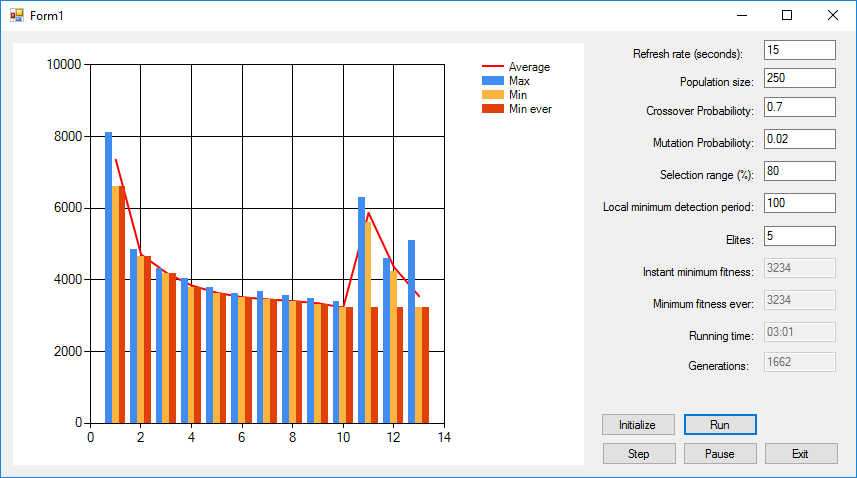 Form1
10000
8000
6000
4000
2000
0
0 2 4 6 8 10 12 14
Average
Max
Min
Min ever
Refresh rate (seconds): 15
Population size: 250
Crossover Probabilioty: 0.7
Mutation Probabilioty: 0.02
Selection range (%): 80
Local minimum detection period: 100
Elites: 5
Instant minimum fitness: 3234
Minimum fitness ever: 3234
Running time: 03:01
Generations: 1662
Initialize Run
Step Pause Exit